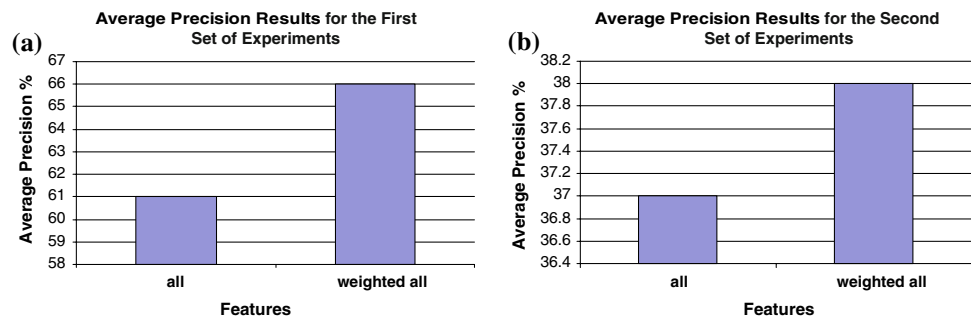 (a)
Average Precision Results for the First
Set of Experiments
Average Precision %
67
66
65
64
63
62
61
60
59
58
all
weighted all
Features
(b)
Average Precision Results for the Second
Set of Experiments
Average Precision %
38.2
38
37.8
37.6
37.4
37.2
37
36.8
36.6
36.4
all
weighted all
Features